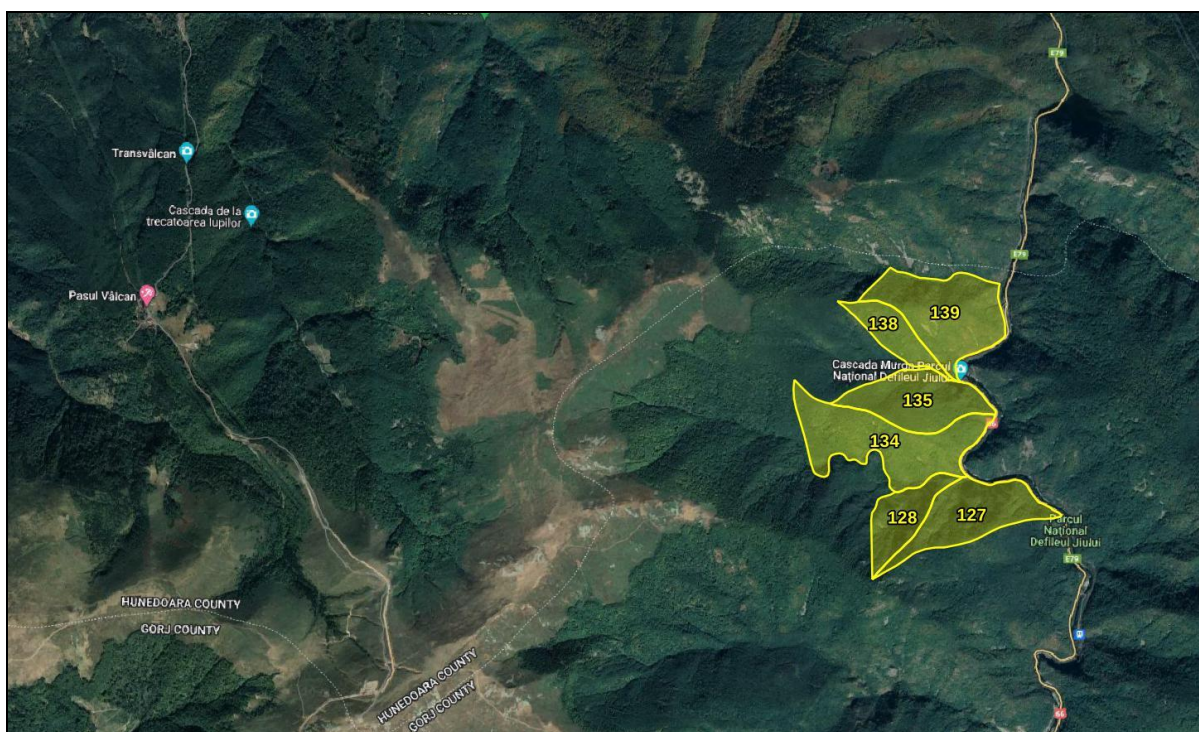 E79
Transvâlcan
Cascada de la
trecatoarea lupilor
E79
Pasul Vâlcan
139
138
Cascada Murga Parcul
Național Defileul Jiului
135
66
134
128
127
Parcul
Național
Defileul Jiului
E79
HUNEDOARA COUNTY
GORJ COUNTY
HUNEDOARA COUNTY
GORJ COUNTY
66